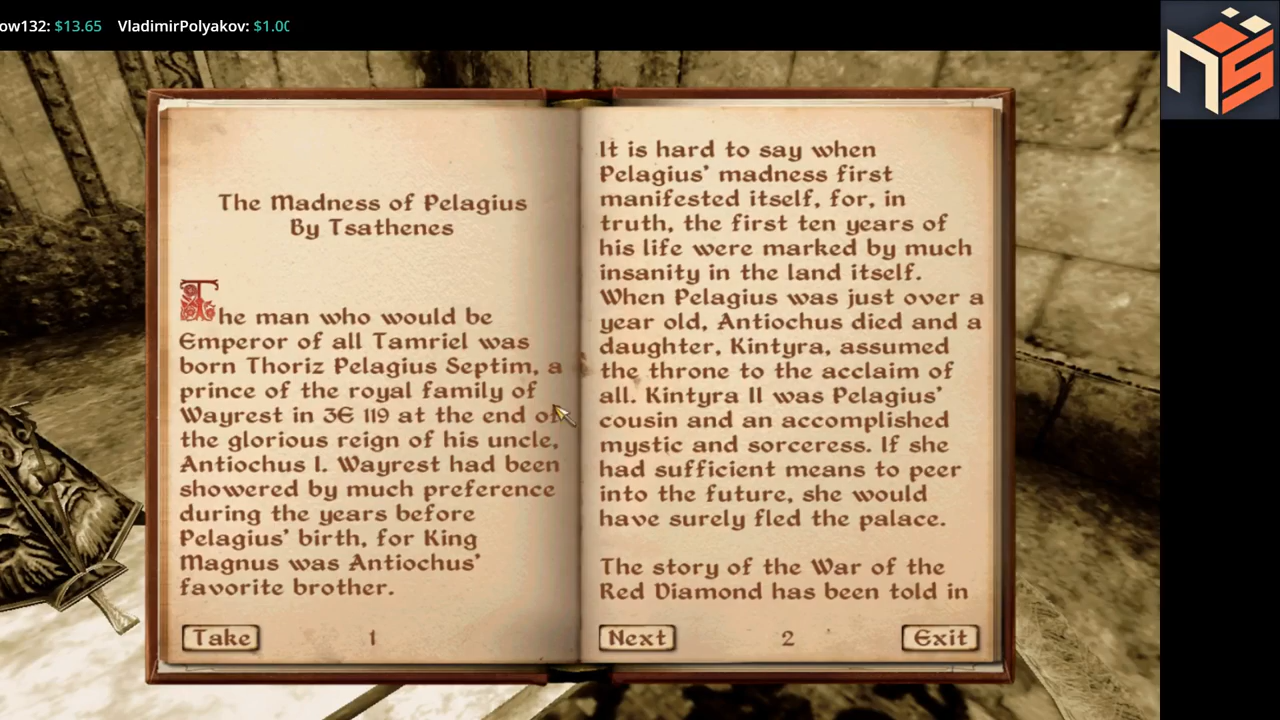 ow132: $13.65 VladimirPolyakov: $1.00
The Madness of Pelagius
By Tsathenes
The man who would be
Emperor of all Tamriel was
born Thoriz Pelagius Septim, a
prince of the royal family of
Wayrest in 3E 119 at the end of
the glorious reign of his uncle,
Antiochus I. Wayrest had been
showered by much preference
during the years before
Pelagius' birth, for King
Magnus was Antiochus'
favorite brother.
Take
1
It is hard to say when
Pelagius' madness first
manifested itself, for, in
truth, the first ten years of
his life were marked by much
insanity in the land itself.
When Pelagius was just over a
year old, Antiochus died and a
daughter, Kintyra, assumed
the throne to the acclaim of
all. Kintyra II was Pelagius'
cousin and an accomplished
mystic and sorceress. If she
had sufficient means to peer
into the future, she would
have surely fled the palace.
The story of the War of the
Red Diamond has been told in
Next
2
Exit